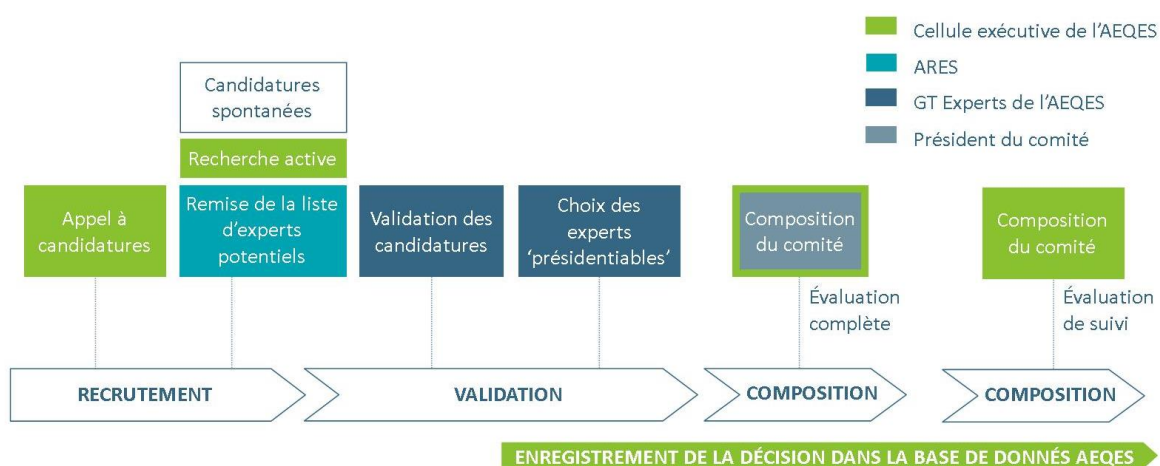 Cellule exécutive de l'AEQES
ARES
GT Experts de l'AEQES
Président du comité
Candidatures
spontanées
Recherche active
Appel à
candidatures
Remise de la liste
d'experts
potentiels
Validation des
candidatures
Choix des
experts
'présidentiables'
Composition
du comité
Composition
du comité
Évaluation
complète
Évaluation
de suivi
RECRUTEMENT
VALIDATION
COMPOSITION
COMPOSITION
ENREGISTREMENT DE LA DÉCISION DANS LA BASE DE DONNÉS AEQES